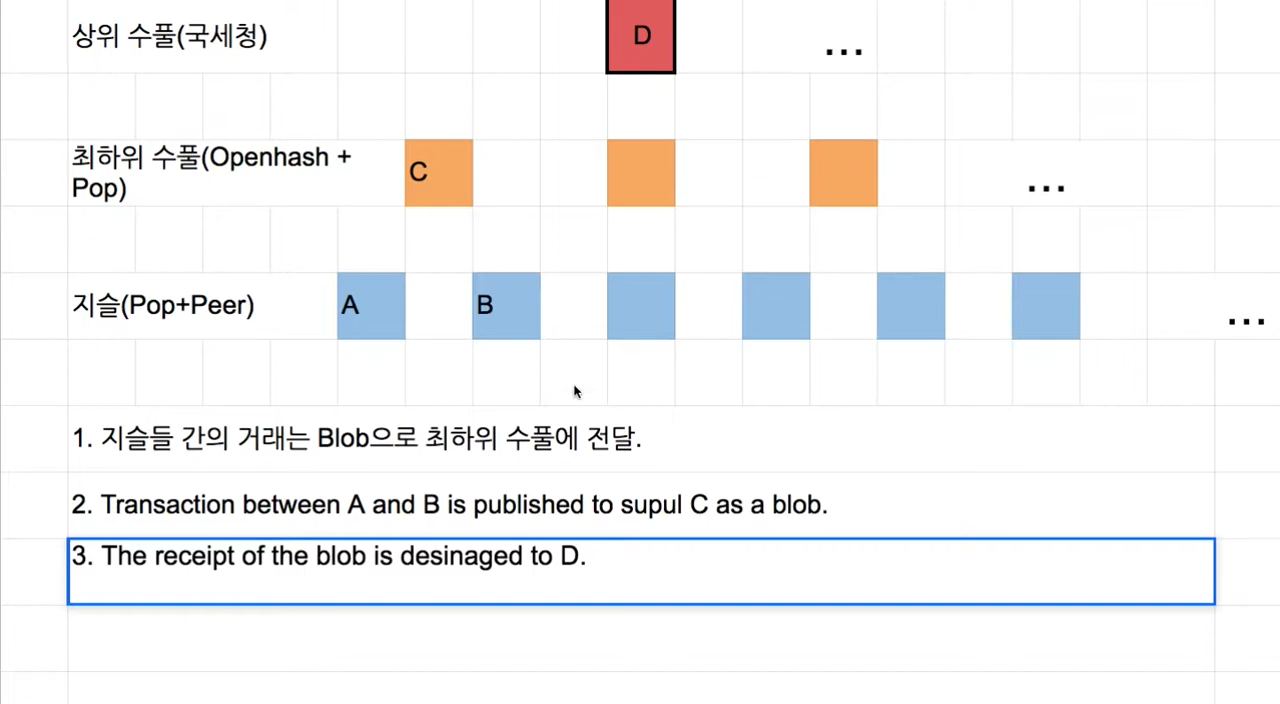 상위 수풀(국세청)
D
...
최하위 수풀(Openhash +
Pop)
C
...
지슬(Pop+Peer)
A
B
...
1. 지슬들 간의 거래는 Blob으로 최하위 수풀에 전달.
2. Transaction between A and B is published to supul C as a blob.
3. The receipt of the blob is desinaged to D.